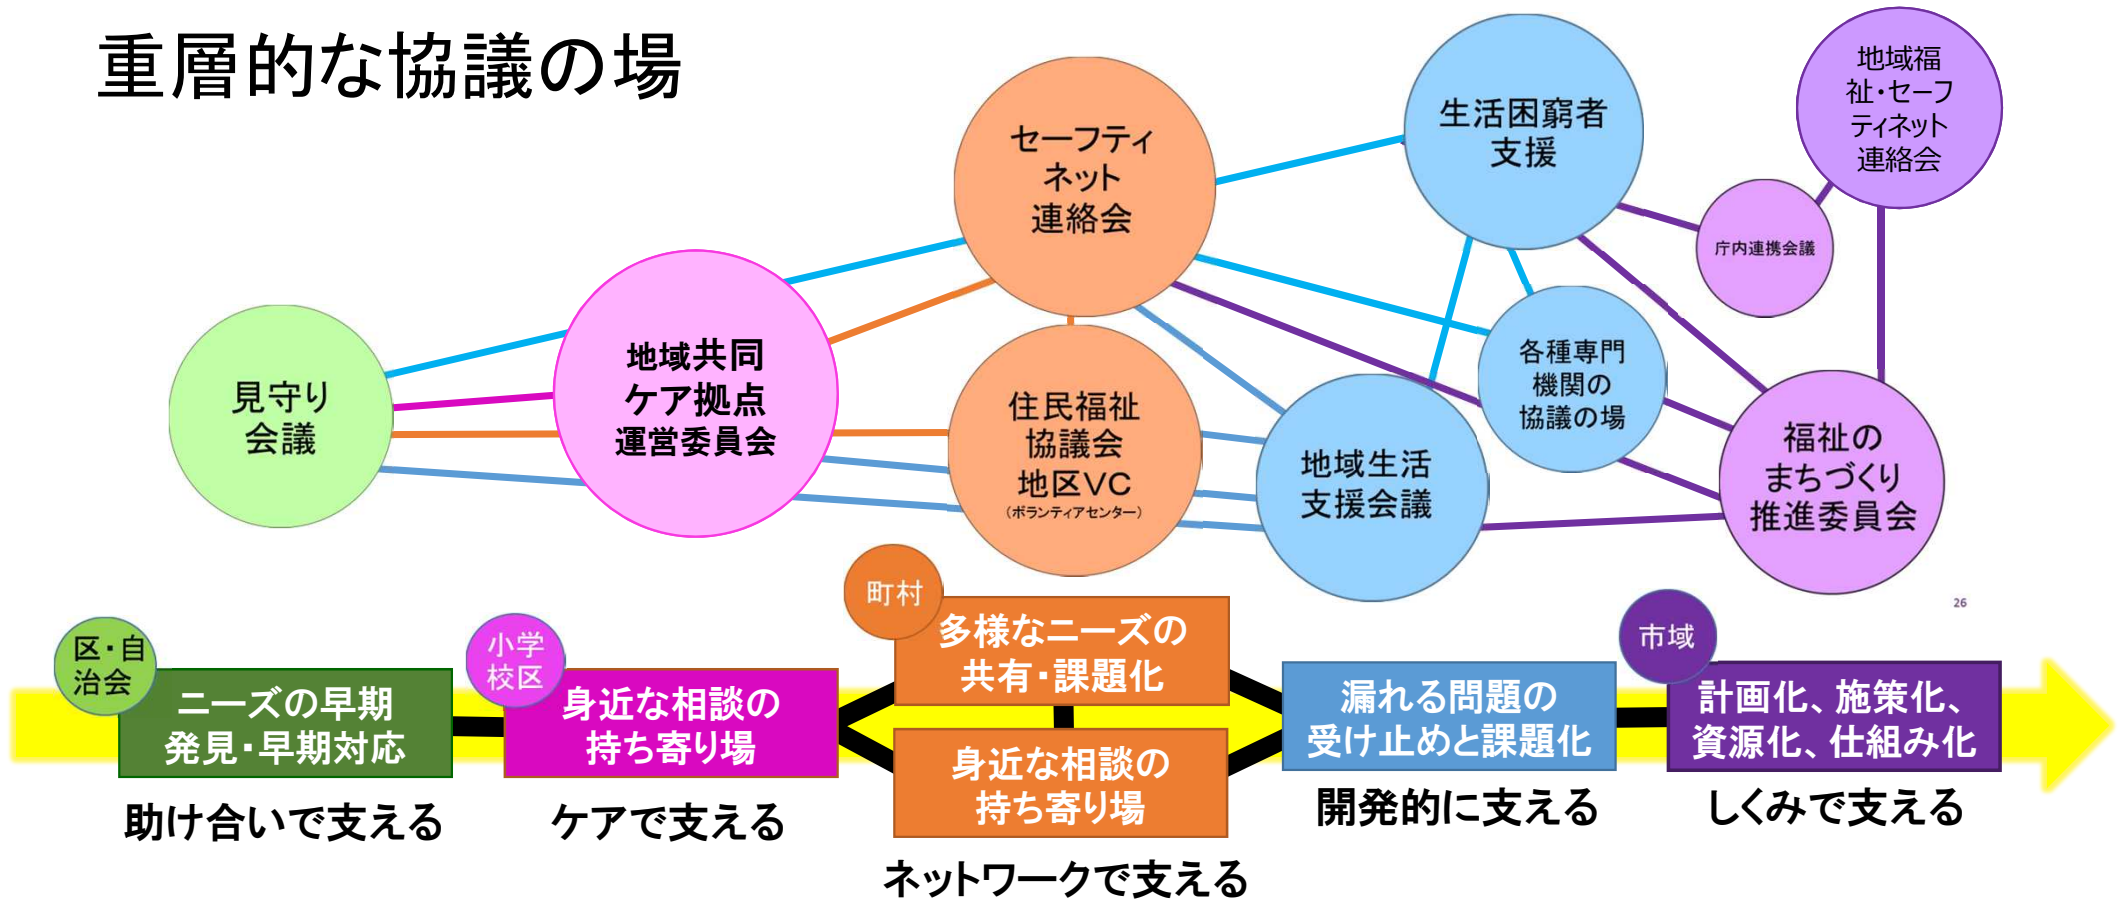 重層的な協議の場
セーフティ
ネット
連絡会
生活困窮者
支援
地域福
祉・セーフ
ティネット
連絡会
庁内連携会議
見守り
会議
地域共同
ケア拠点
運営委員会
住民福祉
協議会
地区VC
（ボランティアセンター）
各種専門
機関の
協議の場
地域生活
支援会議
福祉の
まちづくり
推進委員会
26
区・自
治会
ニーズの早期
発見・早期対応
助け合いで支える
小学
校区
身近な相談の
持ち寄り場
ケアで支える
町村
多様なニーズの
共有・課題化
身近な相談の
持ち寄り場
ネットワークで支える
漏れる問題の
受け止めと課題化
開発的に支える
市域
計画化、施策化、
資源化、仕組み化
しくみで支える